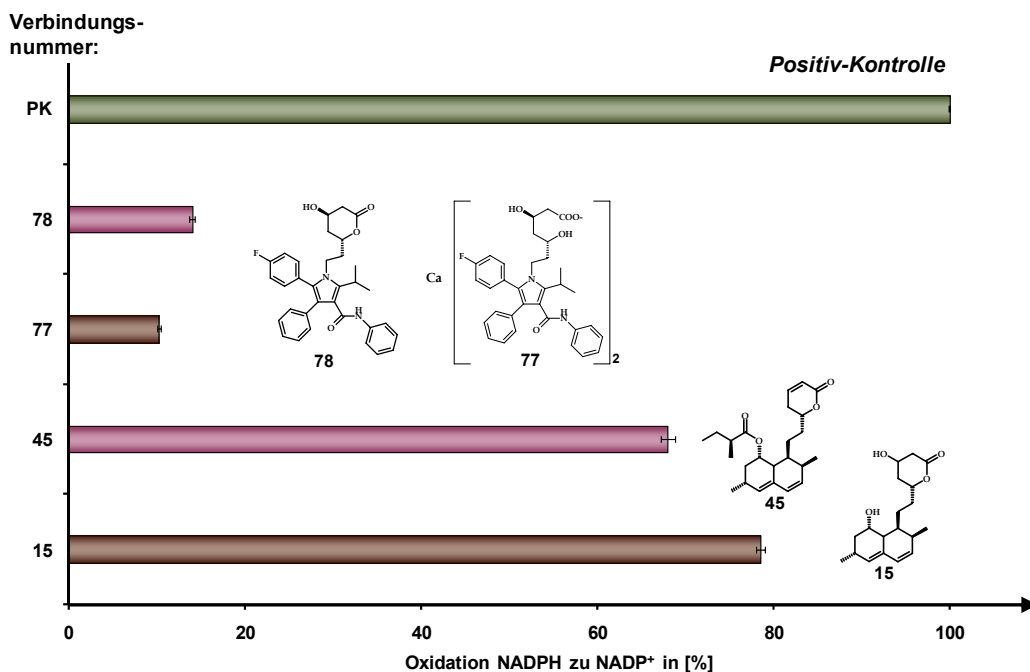 Verbindungs-
nummer:
Positiv-Kontrolle
PK
78
HO
O
O
F
N
H
N
O
78
Ca
HO
COO-
OH
F
N
H
N
O
77
2
77
45
O
O
O
O
45
HO
O
O
OH
15
15
0 20 40 60 80 100
Oxidation NADPH zu NADP⁺ in [%]